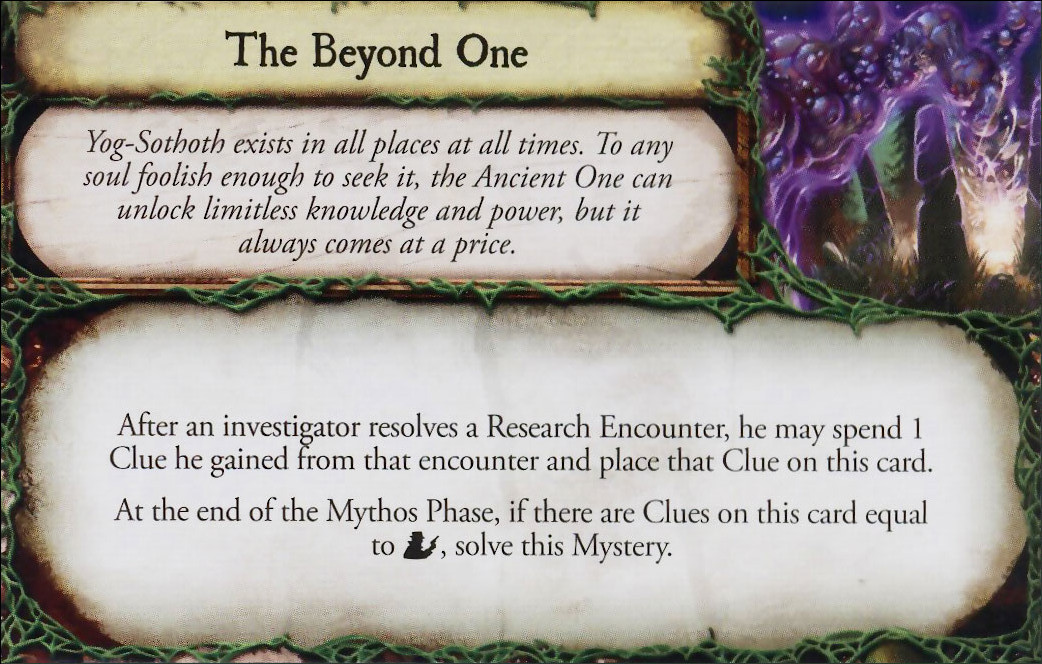 The Beyond One
Yog-Sothoth exists in all places at all times. To any
soul foolish enough to seek it, the Ancient One can
unlock limitless knowledge and power, but it
always comes at a price.
After an investigator resolves a Research Encounter, he may spend 1
Clue he gained from that encounter and place that Clue on this card.
At the end of the Mythos Phase, if there are Clues on this card equal
to , solve this Mystery.